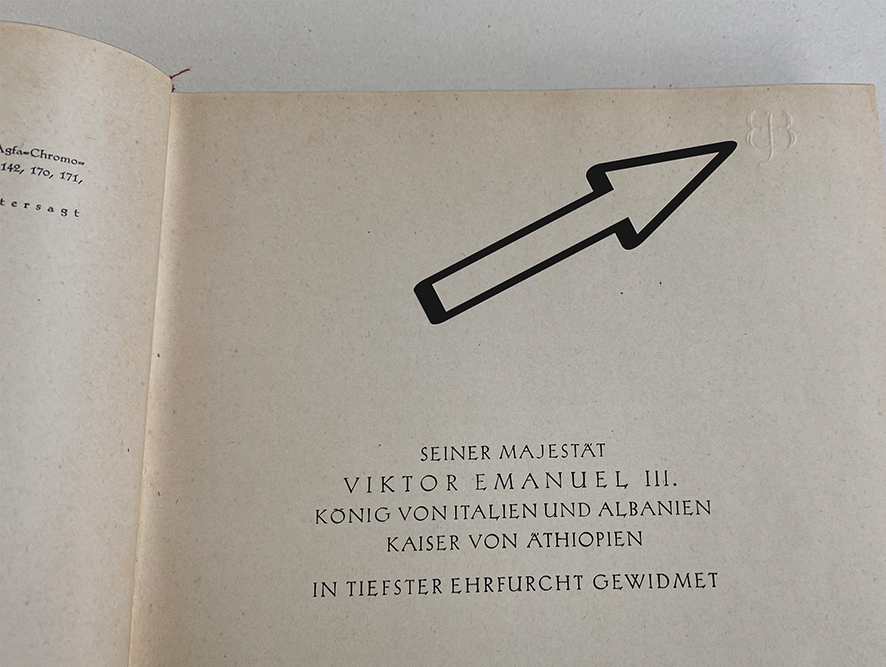 Agfa=Chromo=
142, 170, 171,
tersagt
SEINER MAJESTÄT
VIKTOR EMANUEL III.
KÖNIG VON ITALIEN UND ALBANIEN
KAISER VON ÄTHIOPIEN
IN TIEFSTER EHRFURCHT GEWIDMET